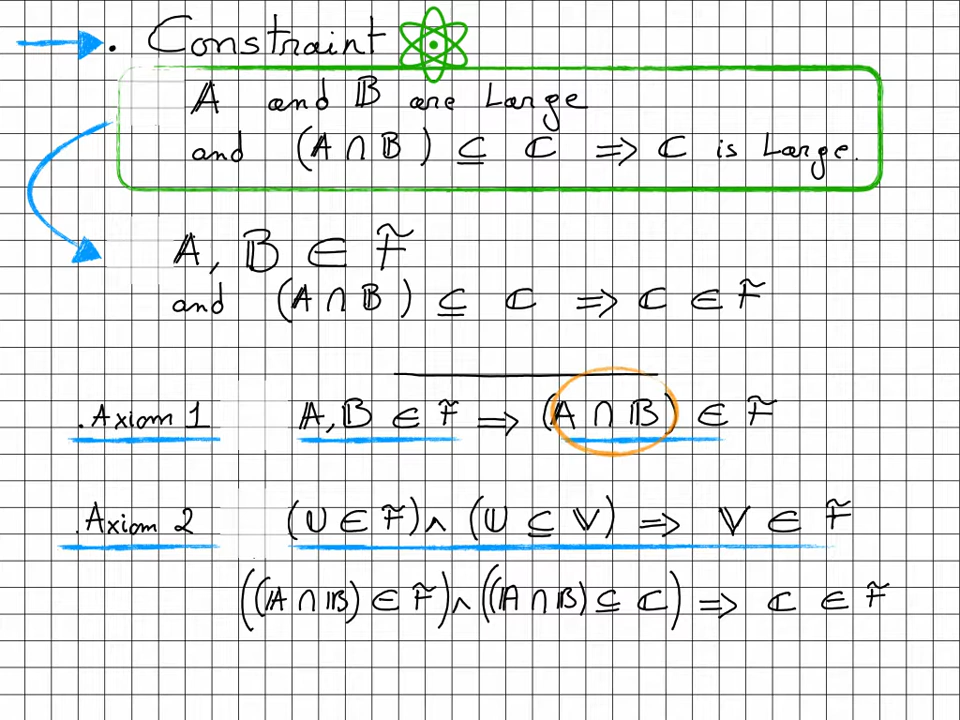 . Constraint
𝔸 and 𝔹 are Large
and (𝔸 ∩ 𝔹) ⊆ ℂ ⟹ ℂ is Large.
𝔸, 𝔹 ∈ F̃
and (𝔸 ∩ 𝔹) ⊆ ℂ ⟹ ℂ ∈ F̃
. Axiom 1 𝔸, 𝔹 ∈ F̃ ⟹ (𝔸 ∩ 𝔹) ∈ F̃
. Axiom 2 (𝕌 ∈ F̃) ∧ (𝕌 ⊆ 𝕍) ⟹ 𝕍 ∈ F̃
((𝔸 ∩ 𝔹) ∈ F̃) ∧ ((𝔸 ∩ 𝔹) ⊆ ℂ) ⟹ ℂ ∈ F̃